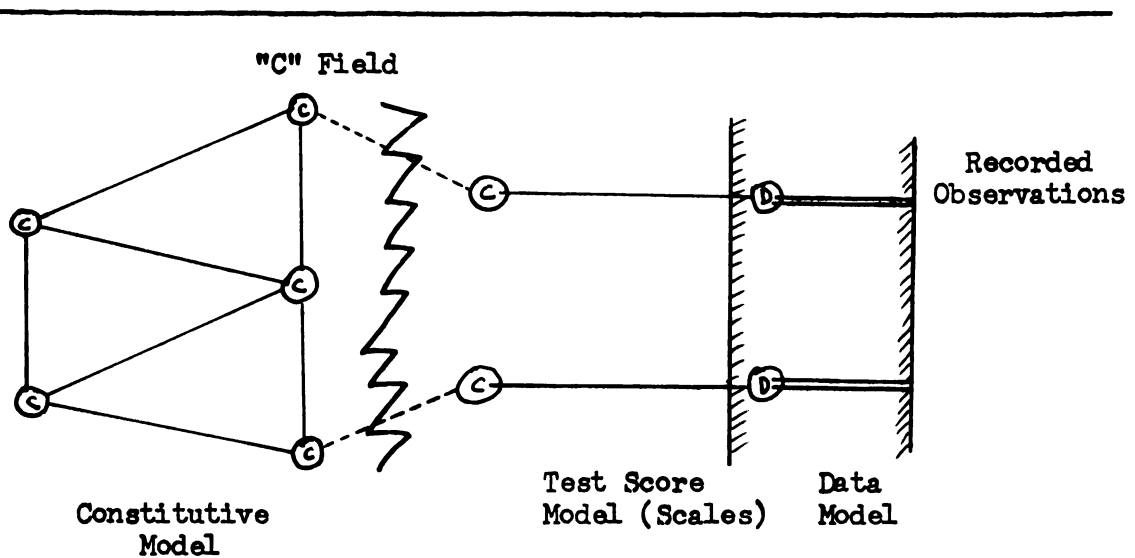 "C" Field
C
C
C
C
C
C
C
D
D
Recorded
Observations
Constitutive
Model
Test Score
Model (Scales)
Data
Model